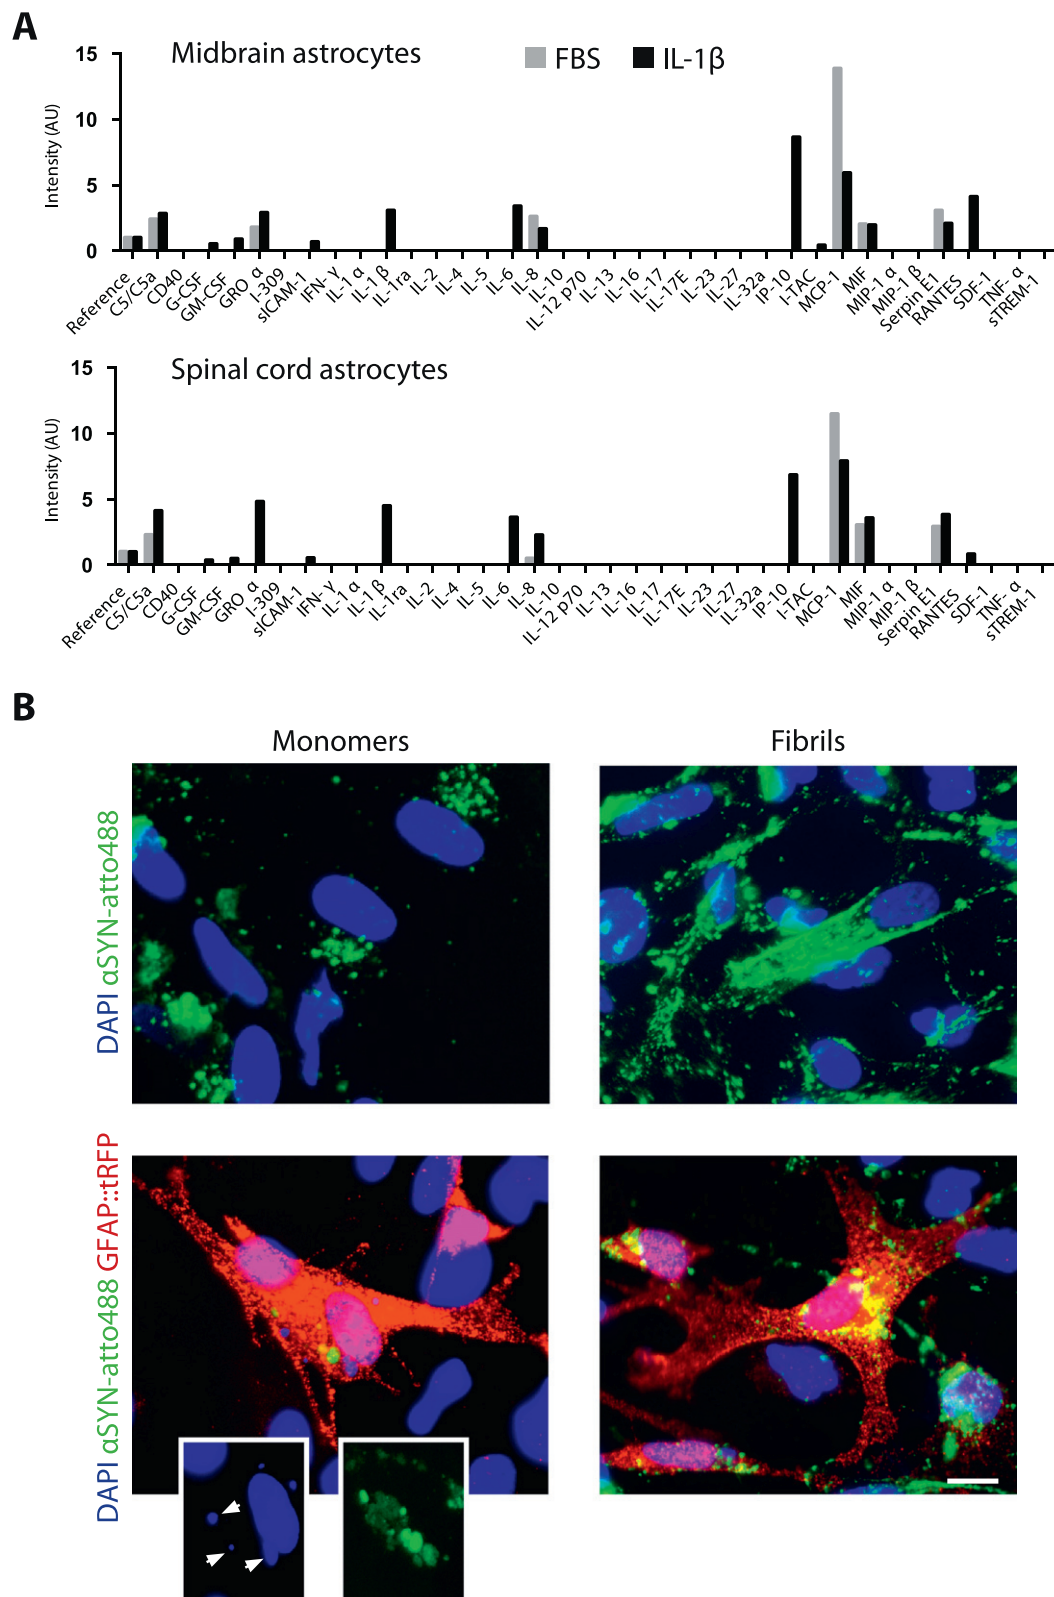 A
Midbrain astrocytes
FBS IL-1β
Intensity (AU)
15
10
5
0
Reference C5/C5a CD40 G-CSF GM-CSF GRO α I-309 sICAM-1 IFN- γ IL-1 α IL-1 β IL-1ra IL-2 IL-4 IL-5 IL-6 IL-8 IL-10 IL-12 p70 IL-13 IL-16 IL-17 IL-17E IL-23 IL-27 IL-32a IP-10 I-TAC MCP-1 MIF MIP-1 α MIP-1 β Serpin E1 RANTES SDF-1 TNF- α sTREM-1
Spinal cord astrocytes
Intensity (AU)
15
10
5
0
Reference C5/C5a CD40 G-CSF GM-CSF GRO α I-309 sICAM-1 IFN- γ IL-1 α IL-1 β IL-1ra IL-2 IL-4 IL-5 IL-6 IL-8 IL-10 IL-12 p70 IL-13 IL-16 IL-17 IL-17E IL-23 IL-27 IL-32a IP-10 I-TAC MCP-1 MIF MIP-1 α MIP-1 β Serpin E1 RANTES SDF-1 TNF- α sTREM-1
B
Monomers Fibrils
DAPI αSYN-atto488
DAPI αSYN-atto488 GFAP::tRFP